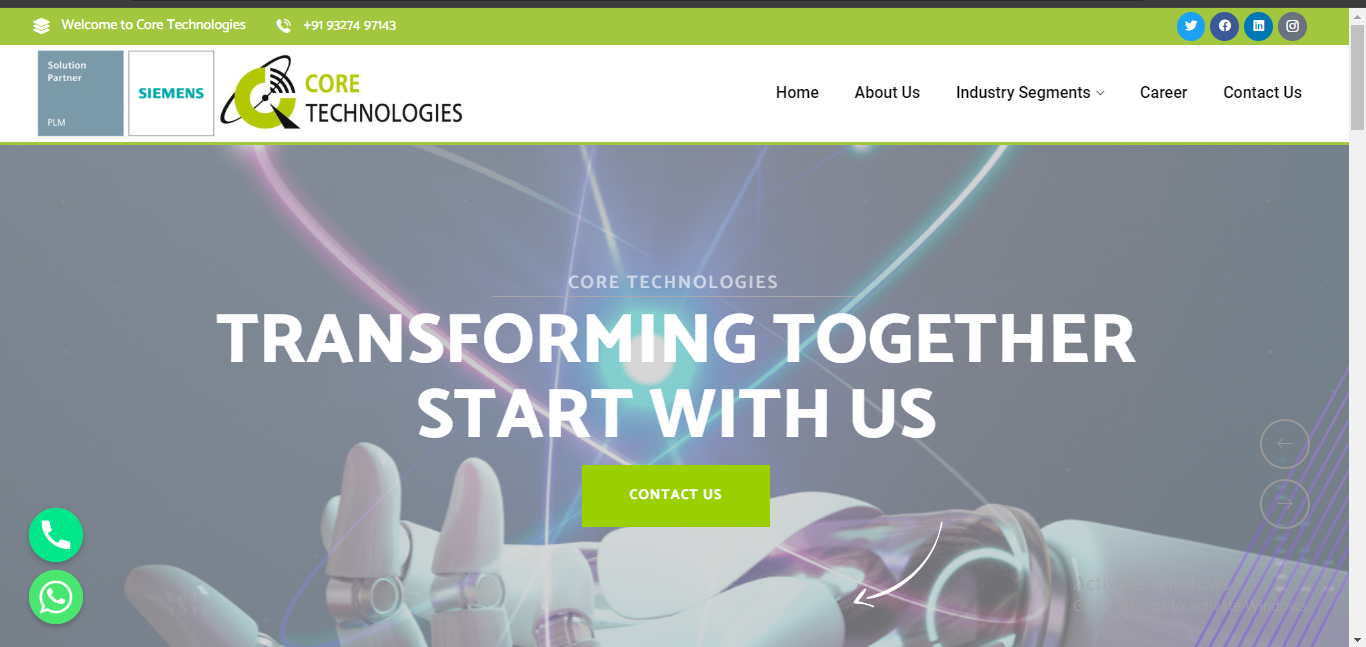 Welcome to Core Technologies
+91 93274 97143
Solution
Partner
PLM
SIEMENS
CORE
TECHNOLOGIES
Home
About Us
Industry Segments
Career
Contact Us
CORE TECHNOLOGIES
TRANSFORMING TOGETHER
START WITH US
CONTACT US
Activate Windows
Go to Settings to activate Windows.